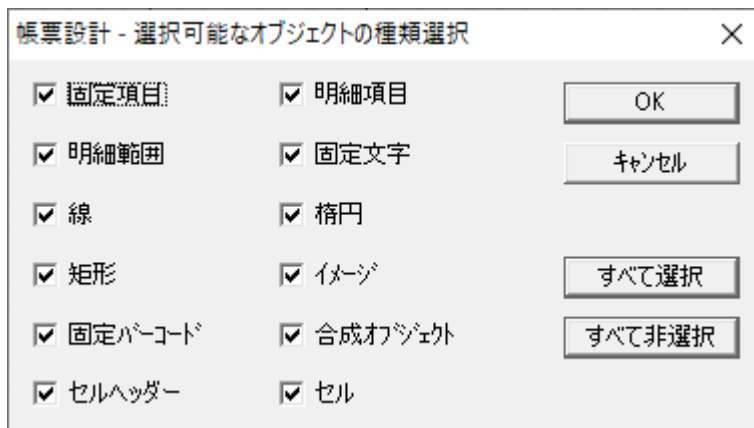 帳票設計 - 選択可能なオブジェクトの種類選択
固定項目 明細項目 OK
明細範囲 固定文字 ｷｬﾝｾﾙ
線 楕円
矩形 ｲﾒｰｼﾞ すべて選択
固定ﾊﾞｰｺｰﾄﾞ 合成ｵﾌﾞｼﾞｪｸﾄ すべて非選択
セルヘッダー セル